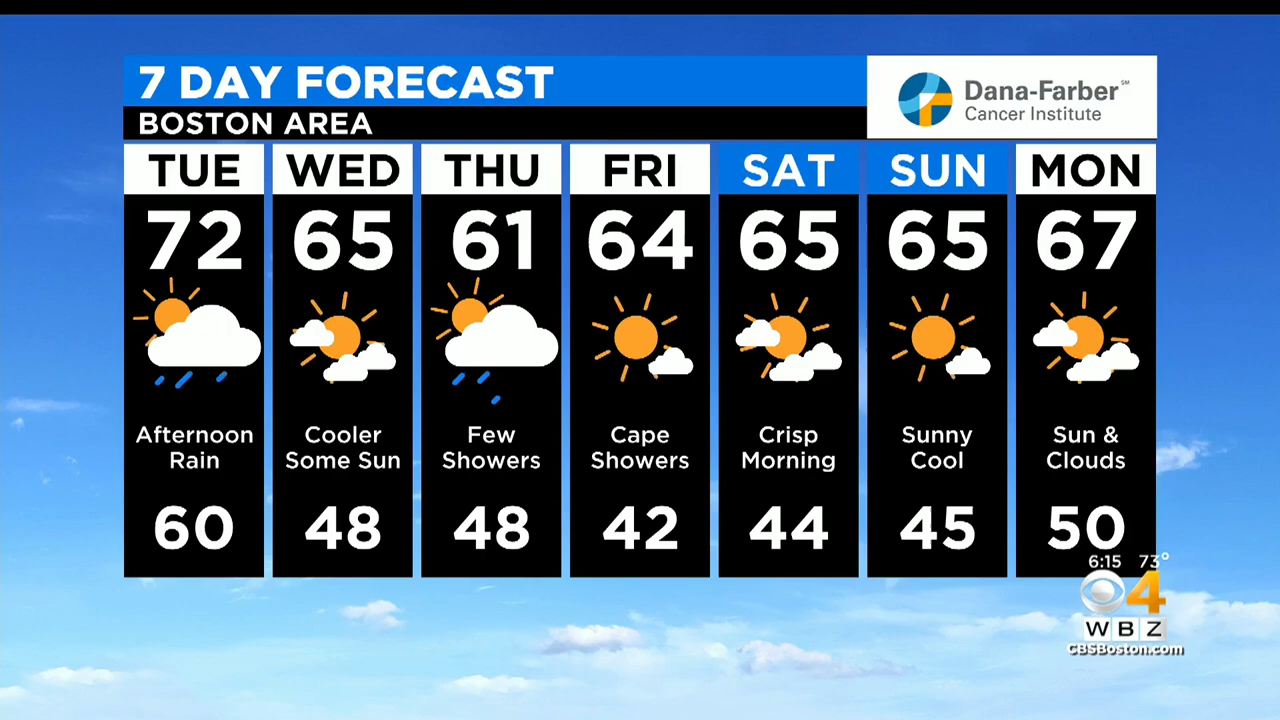 7 DAY FORECAST
BOSTON AREA
Dana-Farber℠
Cancer Institute
TUE WED THU FRI SAT SUN MON
72 65 61 64 65 65 67
Afternoon Cooler Few Cape Crisp Sunny Sun &
Rain Some Sun Showers Showers Morning Cool Clouds
60 48 48 42 44 45 50
6:15 73°
4
WBZ
CBSBoston.com